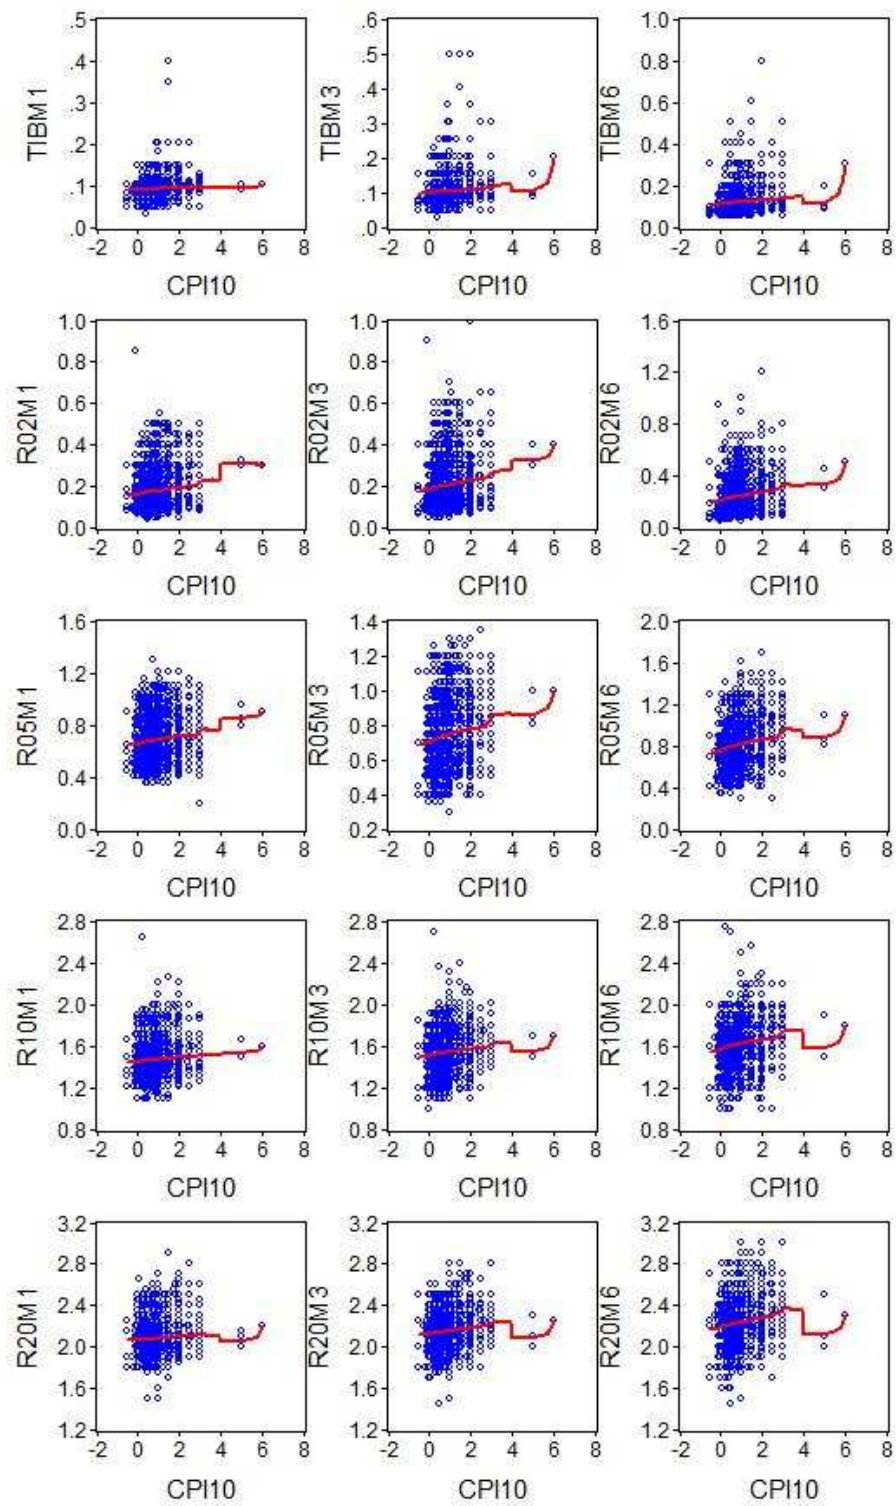 .5 .4 .3 .2 .1 .0
TIBM1
-2 0 2 4 6 8
CPI10
.6 .5 .4 .3 .2 .1 .0
TIBM3
-2 0 2 4 6 8
CPI10
1.0 0.8 0.6 0.4 0.2 0.0
TIBM6
-2 0 2 4 6 8
CPI10
1.0 0.8 0.6 0.4 0.2 0.0
R02M1
-2 0 2 4 6 8
CPI10
1.0 0.8 0.6 0.4 0.2 0.0
R02M3
-2 0 2 4 6 8
CPI10
1.6 1.2 0.8 0.4 0.0
R02M6
-2 0 2 4 6 8
CPI10
1.6 1.2 0.8 0.4 0.0
R05M1
-2 0 2 4 6 8
CPI10
1.4 1.2 1.0 0.8 0.6 0.4 0.2
R05M3
-2 0 2 4 6 8
CPI10
2.0 1.6 1.2 0.8 0.4 0.0
R05M6
-2 0 2 4 6 8
CPI10
2.8 2.4 2.0 1.6 1.2 0.8
R10M1
-2 0 2 4 6 8
CPI10
2.8 2.4 2.0 1.6 1.2 0.8
R10M3
-2 0 2 4 6 8
CPI10
2.8 2.4 2.0 1.6 1.2 0.8
R10M6
-2 0 2 4 6 8
CPI10
3.2 2.8 2.4 2.0 1.6 1.2
R20M1
-2 0 2 4 6 8
CPI10
3.2 2.8 2.4 2.0 1.6 1.2
R20M3
-2 0 2 4 6 8
CPI10
3.2 2.8 2.4 2.0 1.6 1.2
R20M6
-2 0 2 4 6 8
CPI10